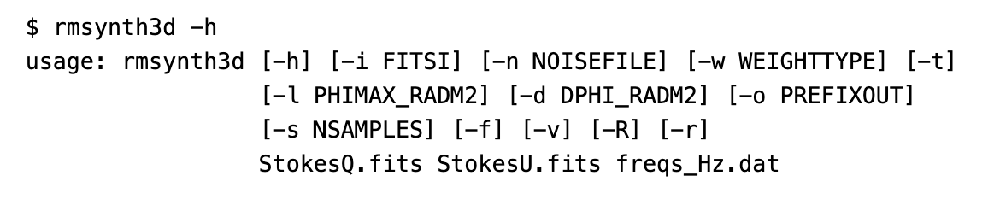 $ rmsynth3d -h
usage: rmsynth3d [-h] [-i FITSI] [-n NOISEFILE] [-w WEIGHTTYPE] [-t]
[-l PHIMAX_RADM2] [-d DPHI_RADM2] [-o PREFIXOUT]
[-s NSAMPLES] [-f] [-v] [-R] [-r]
StokesQ.fits StokesU.fits freqs_Hz.dat